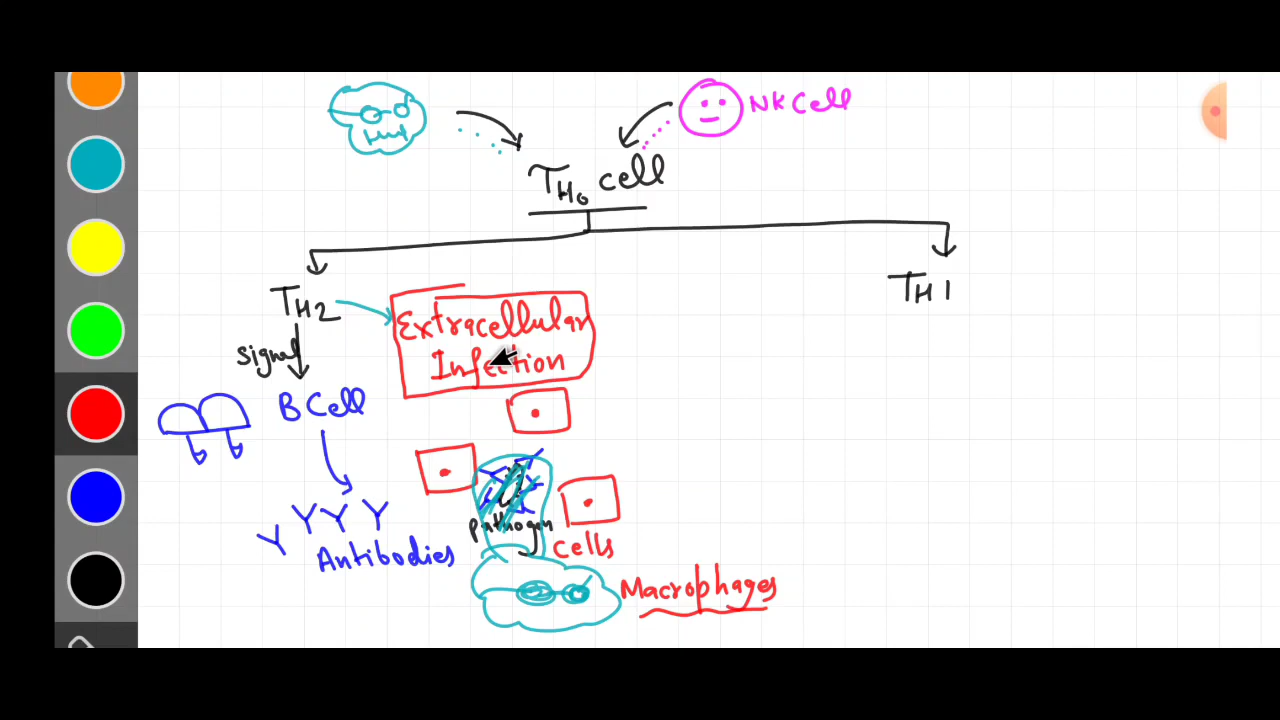 NK Cell
TH0 cell
TH2
TH1
Extracellular
Infection
signal
B Cell
Pathogen
Antibodies
Cells
Macrophages